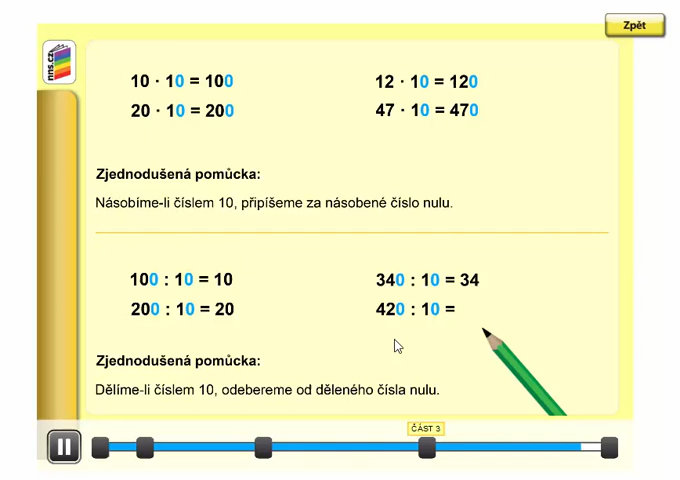 Zpět
nns.cz
10 · 10 = 100
12 · 10 = 120
20 · 10 = 200
47 · 10 = 470
Zjednodušená pomůcka:
Násobíme-li číslem 10, připíšeme za násobené číslo nulu.
100 : 10 = 10
340 : 10 = 34
200 : 10 = 20
420 : 10 =
Zjednodušená pomůcka:
Dělíme-li číslem 10, odebereme od děleného čísla nulu.
ČÁST 3